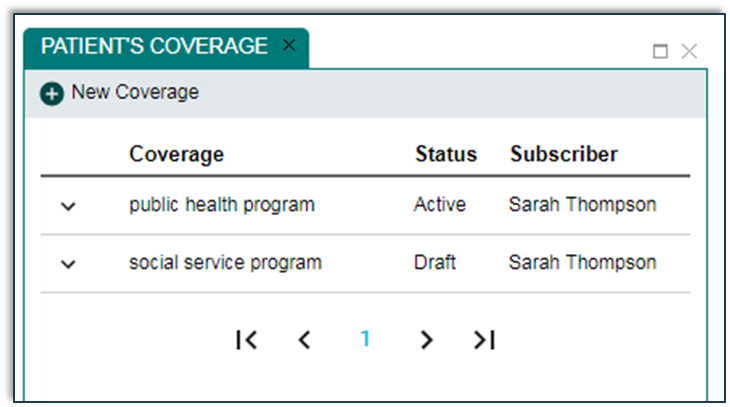 PATIENT'S COVERAGE
New Coverage
Coverage Status Subscriber
public health program Active Sarah Thompson
social service program Draft Sarah Thompson
1